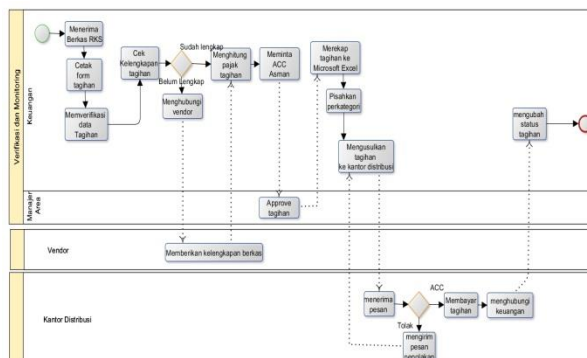 Verifikasi dan Monitoring
Keuangan
Menerima
Berkas RKS
Cetak
form
tagihan
Memverifikasi
data
Tagihan
Cek
Kelengkapan
tagihan
Sudah lengkap
Belum Lengkap
Menghubungi
vendor
Menghitung
pajak
tagihan
Meminta
ACC
Asman
Merekap
tagihan ke
Microsoft Excel
Pisahkan
perkategori
Mengusulkan
tagihan
ke kantor distribusi
mengubah
status
tagihan
Manajer
Area
Approve
tagihan
Vendor
Memberikan kelengkapan berkas
Kantor Distribusi
menerima
pesan
ACC
Tolak
Membayar
tagihan
menghubungi
keuangan
mengirim
pesan